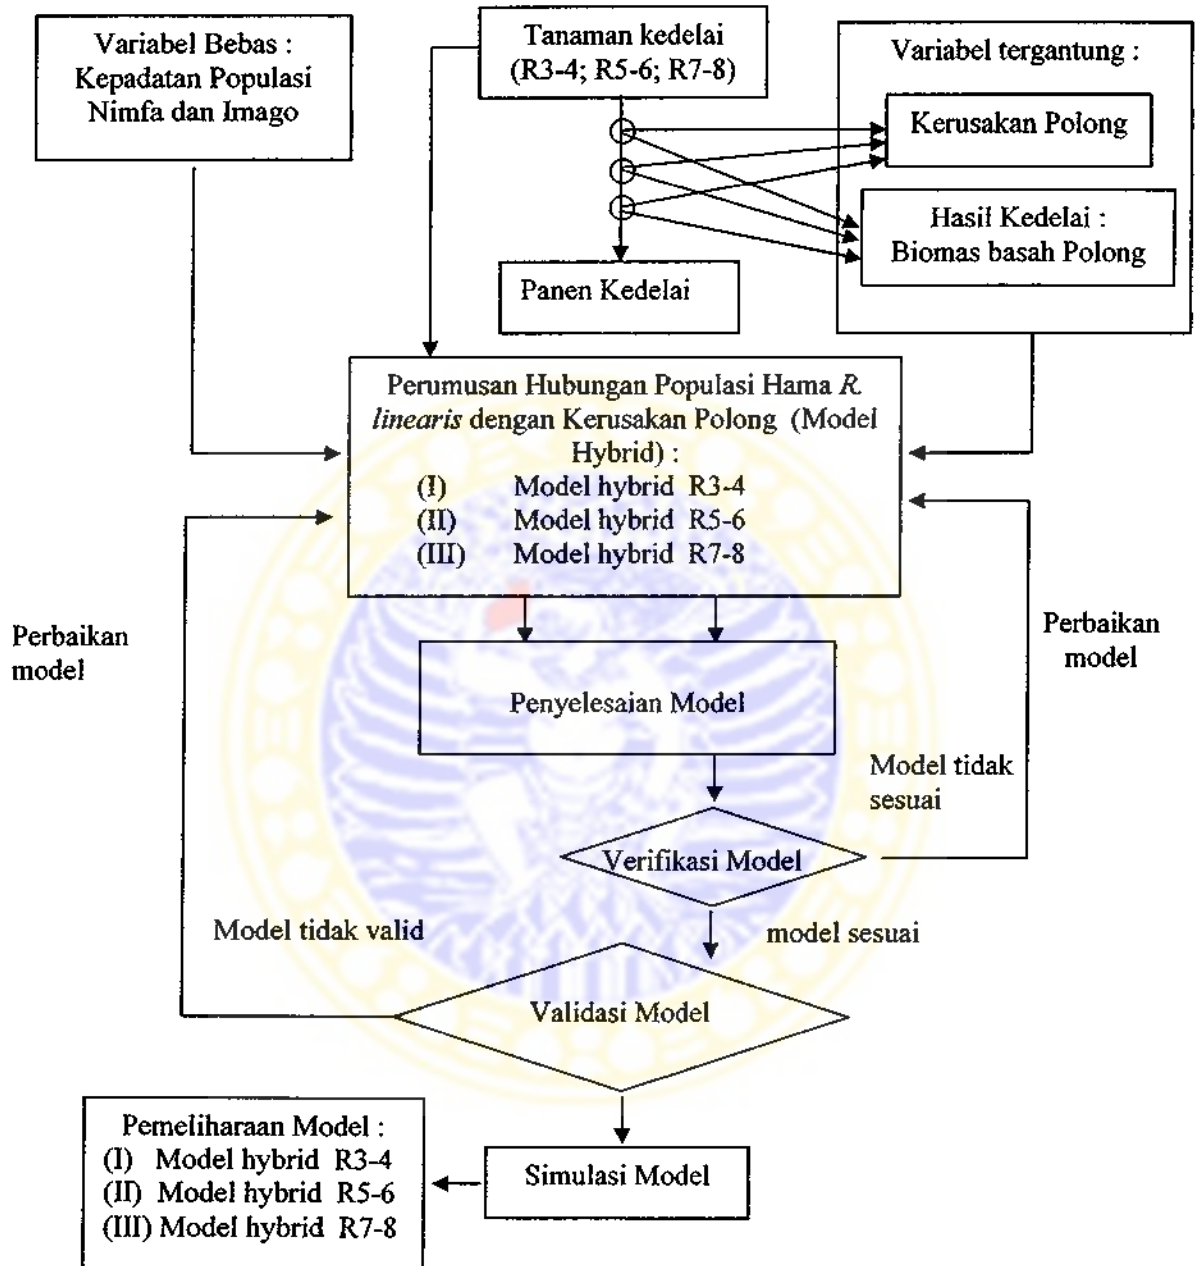 Variabel Bebas :
Kepadatan Populasi
Nimfa dan Imago
Tanaman kedelai
(R3-4; R5-6; R7-8)
Variabel tergantung :
Kerusakan Polong
Hasil Kedelai :
Biomas basah Polong
Panen Kedelai
Perumusan Hubungan Populasi Hama R.
linearis dengan Kerusakan Polong (Model
Hybrid) :
(I) Model hybrid R3-4
(II) Model hybrid R5-6
(III) Model hybrid R7-8
Perbaikan
model
Perbaikan
model
Penyelesaian Model
Model tidak
sesuai
Verifikasi Model
Model tidak valid
model sesuai
Validasi Model
Pemeliharaan Model :
(I) Model hybrid R3-4
(II) Model hybrid R5-6
(III) Model hybrid R7-8
Simulasi Model